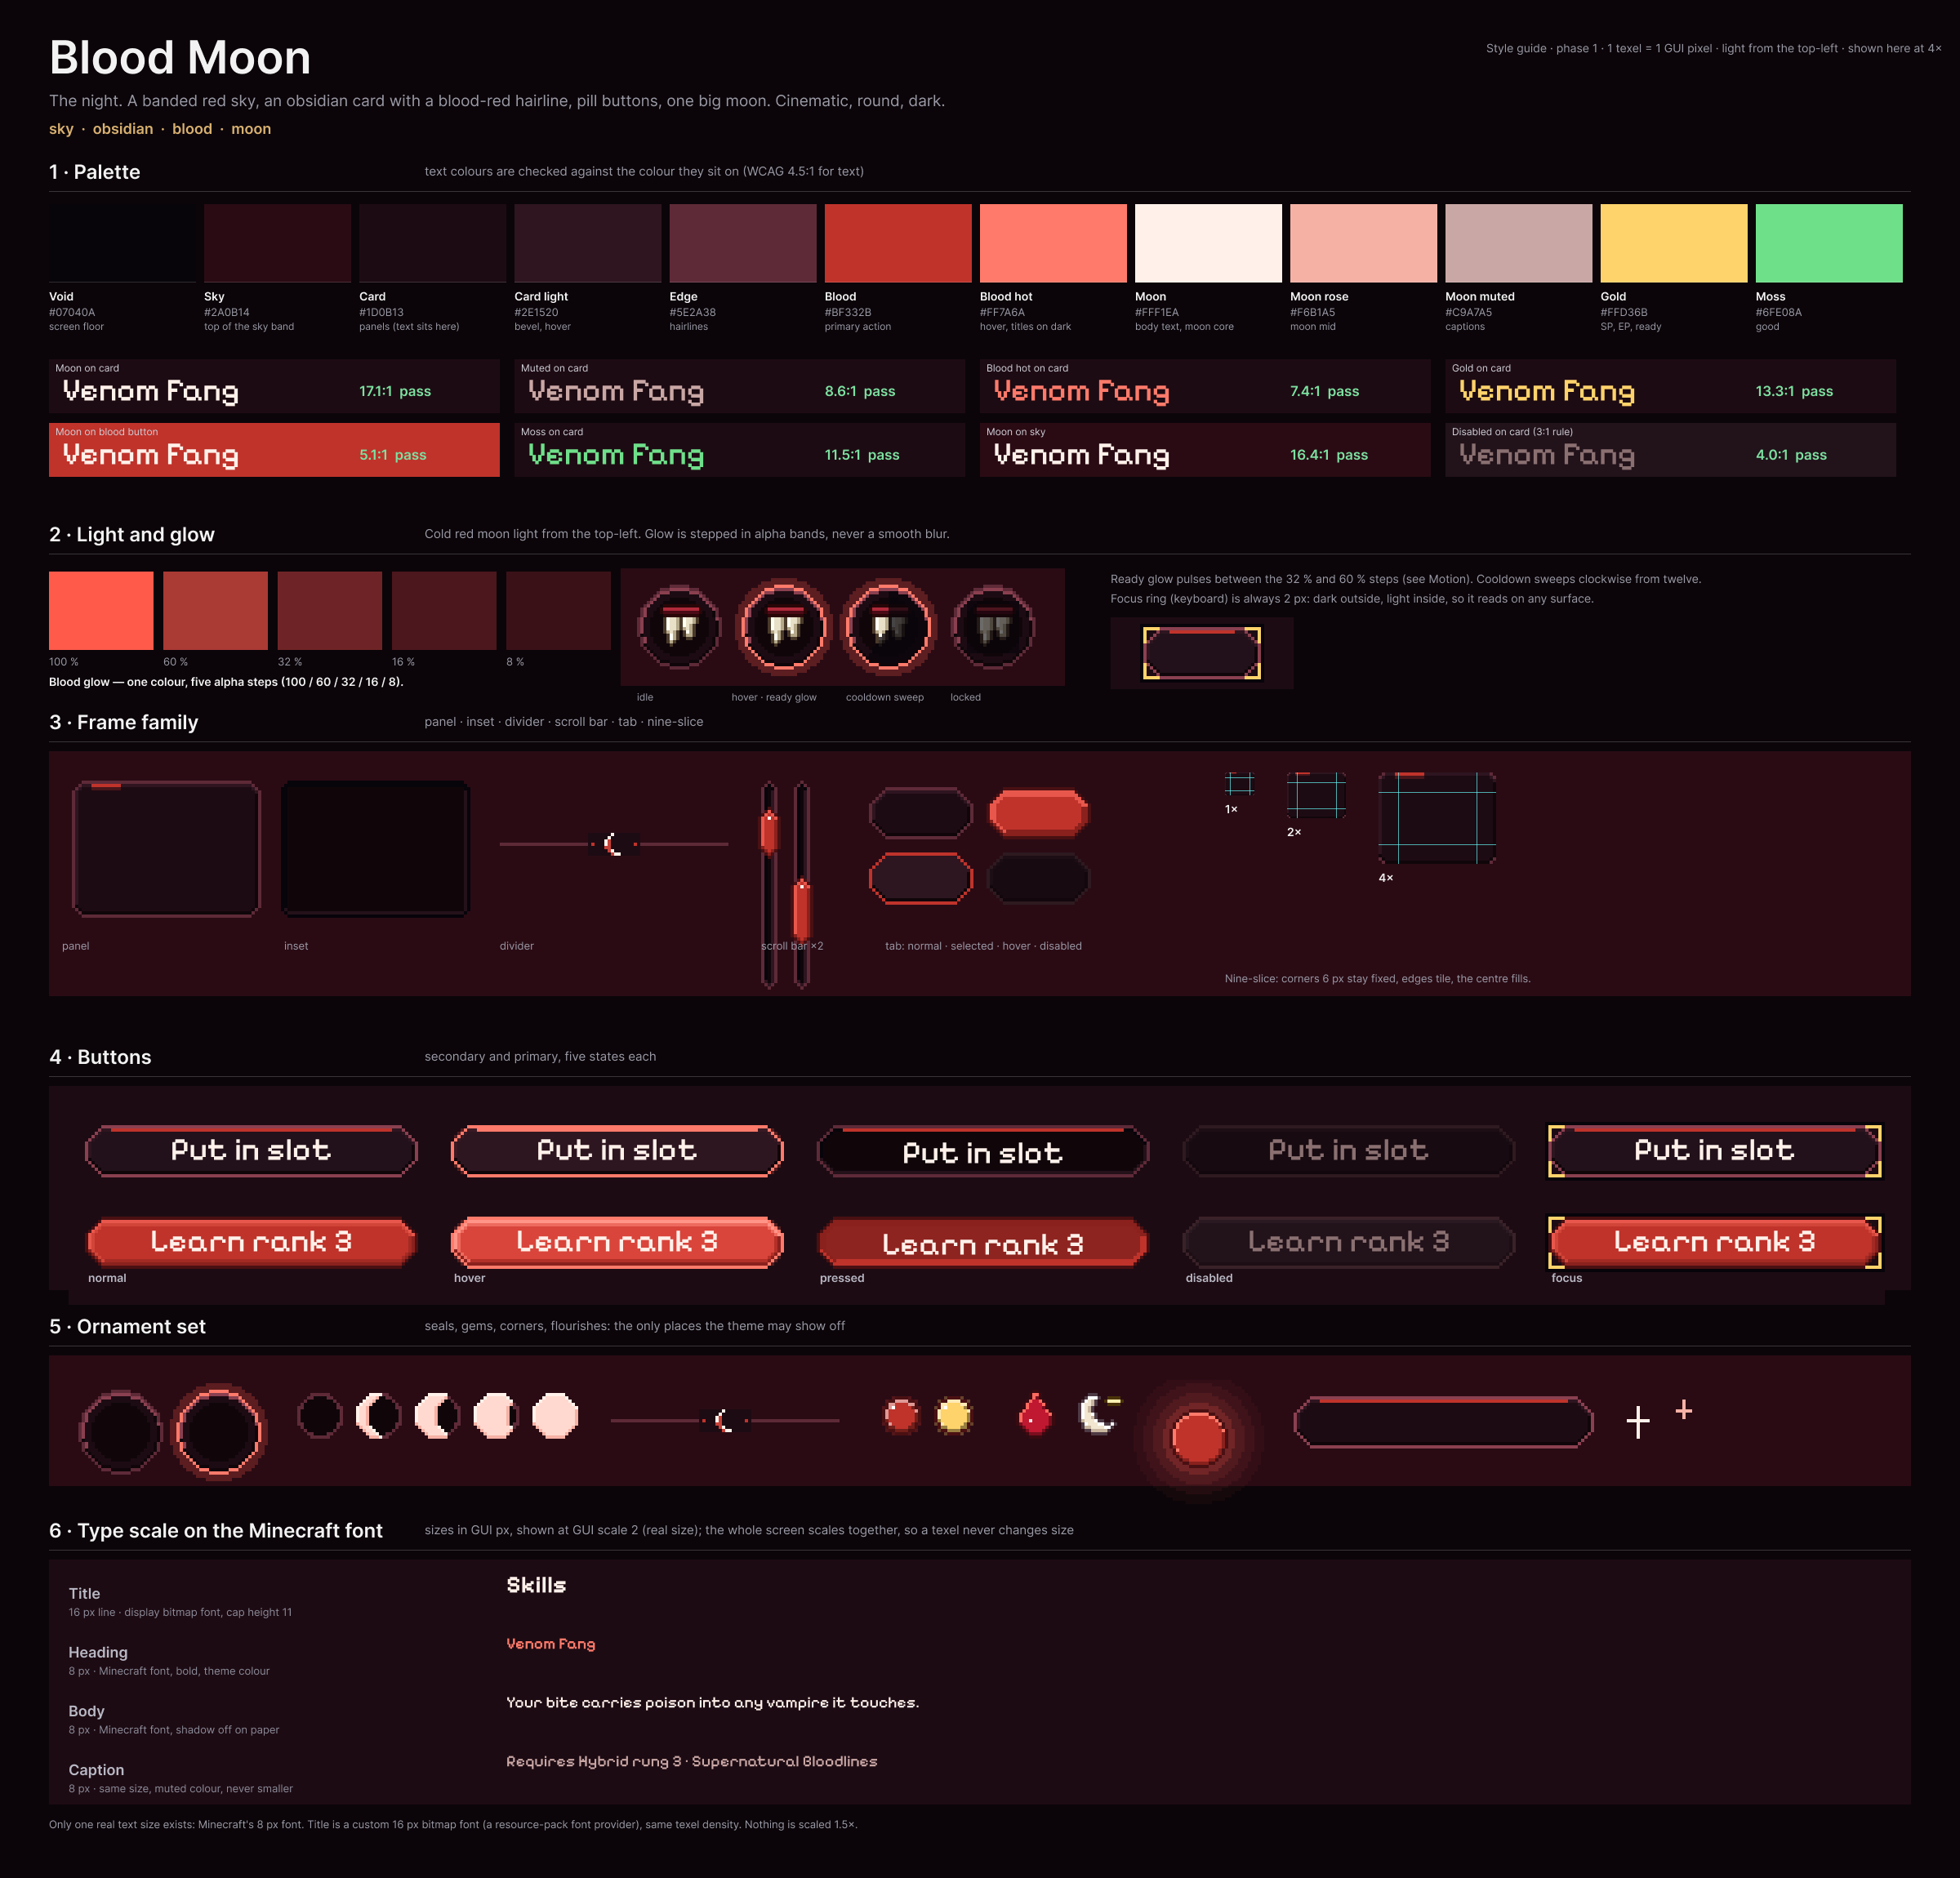 Blood Moon
Style guide · phase 1 · 1 texel = 1 GUI pixel · light from the top-left · shown here at 4×
The night. A banded red sky, an obsidian card with a blood-red hairline, pill buttons, one big moon. Cinematic, round, dark.
sky · obsidian · blood · moon
1 · Palette
text colours are checked against the colour they sit on (WCAG 4.5:1 for text)
Void
#07040A
screen floor
Sky
#2A0B14
top of the sky band
Card
#1D0B13
panels (text sits here)
Card light
#2E1520
bevel, hover
Edge
#5E2A38
hairlines
Blood
#BF332B
primary action
Blood hot
#FF7A6A
hover, titles on dark
Moon
#FFF1EA
body text, moon core
Moon rose
#F6B1A5
moon mid
Moon muted
#C9A7A5
captions
Gold
#FFD36B
SP, EP, ready
Moss
#6FE08A
good
Moon on card
Venom Fang
17.1:1 pass
Muted on card
Venom Fang
8.6:1 pass
Blood hot on card
Venom Fang
7.4:1 pass
Gold on card
Venom Fang
13.3:1 pass
Moon on blood button
Venom Fang
5.1:1 pass
Moss on card
Venom Fang
11.5:1 pass
Moon on sky
Venom Fang
16.4:1 pass
Disabled on card (3:1 rule)
Venom Fang
4.0:1 pass
2 · Light and glow
Cold red moon light from the top-left. Glow is stepped in alpha bands, never a smooth blur.
100 %
60 %
32 %
16 %
8 %
Blood glow — one colour, five alpha steps (100 / 60 / 32 / 16 / 8).
idle
hover · ready glow
cooldown sweep
locked
Ready glow pulses between the 32 % and 60 % steps (see Motion). Cooldown sweeps clockwise from twelve.
Focus ring (keyboard) is always 2 px: dark outside, light inside, so it reads on any surface.
3 · Frame family
panel · inset · divider · scroll bar · tab · nine-slice
panel
inset
divider
scroll bar ×2
tab: normal · selected · hover · disabled
1×
2×
4×
Nine-slice: corners 6 px stay fixed, edges tile, the centre fills.
4 · Buttons
secondary and primary, five states each
Put in slot
Put in slot
Put in slot
Put in slot
Put in slot
Learn rank 3
Learn rank 3
Learn rank 3
Learn rank 3
Learn rank 3
normal
hover
pressed
disabled
focus
5 · Ornament set
seals, gems, corners, flourishes: the only places the theme may show off
6 · Type scale on the Minecraft font
sizes in GUI px, shown at GUI scale 2 (real size); the whole screen scales together, so a texel never changes size
Title
16 px line · display bitmap font, cap height 11
Skills
Heading
8 px · Minecraft font, bold, theme colour
Venom Fang
Body
8 px · Minecraft font, shadow off on paper
Your bite carries poison into any vampire it touches.
Caption
8 px · same size, muted colour, never smaller
Requires Hybrid rung 3 · Supernatural Bloodlines
Only one real text size exists: Minecraft's 8 px font. Title is a custom 16 px bitmap font (a resource-pack font provider), same texel density. Nothing is scaled 1.5×.